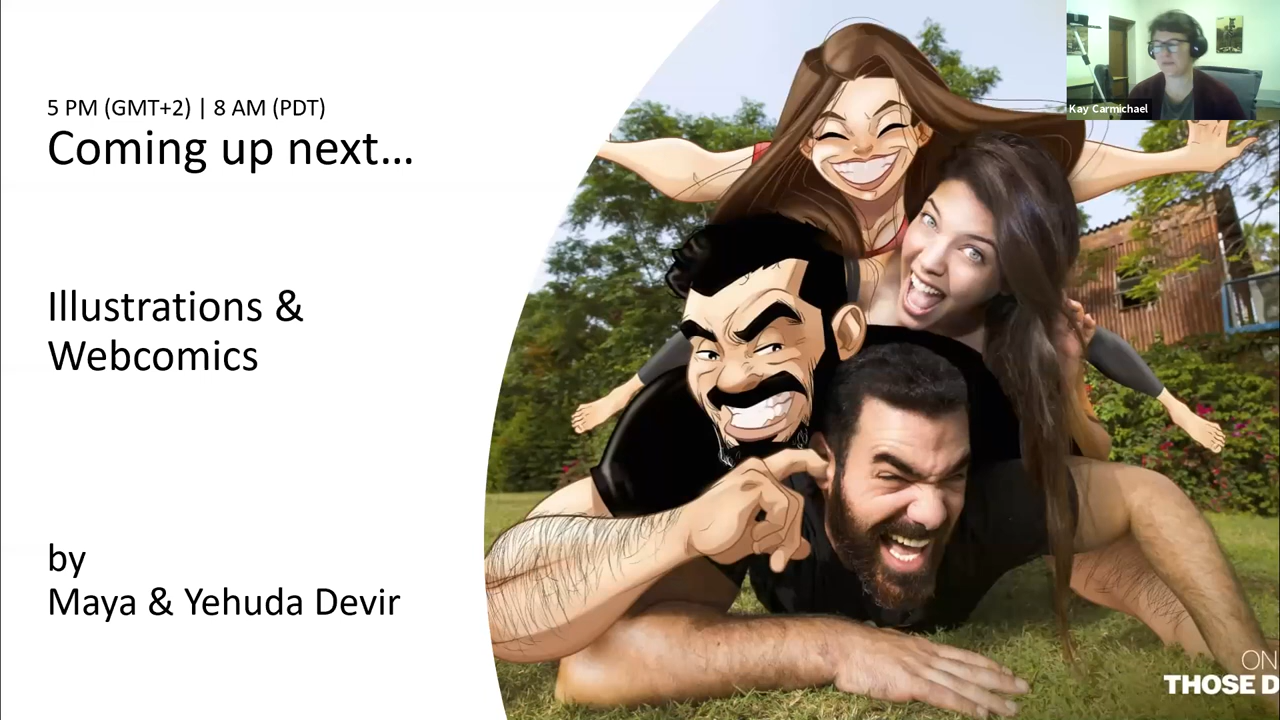 5 PM (GMT+2) | 8 AM (PDT)
Coming up next...
Illustrations &
Webcomics
by
Maya & Yehuda Devir
Kay Carmichael
ON
THOSE D